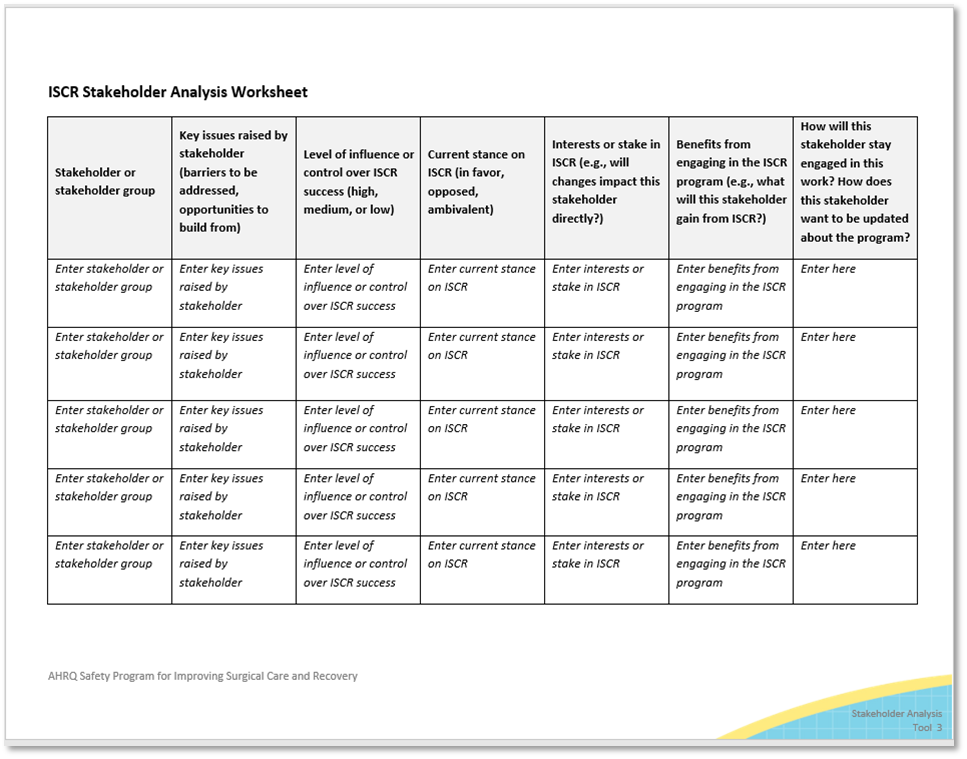 ISCR Stakeholder Analysis Worksheet
Stakeholder or
stakeholder group
Key issues raised by
stakeholder
(barriers to be
addressed,
opportunities to
build from)
Level of influence or
control over ISCR
success (high,
medium, or low)
Current stance on
ISCR (in favor,
opposed,
ambivalent)
Interests or stake in
ISCR (e.g., will
changes impact this
stakeholder
directly?)
Benefits from
engaging in the ISCR
program (e.g., what
will this stakeholder
gain from ISCR?)
How will this
stakeholder stay
engaged in this
work? How does
this stakeholder
want to be updated
about the program?
Enter stakeholder or
stakeholder group
Enter key issues
raised by
stakeholder
Enter level of
influence or control
over ISCR success
Enter current stance
on ISCR
Enter interests or
stake in ISCR
Enter benefits from
engaging in the ISCR
program
Enter here
Enter stakeholder or
stakeholder group
Enter key issues
raised by
stakeholder
Enter level of
influence or control
over ISCR success
Enter current stance
on ISCR
Enter interests or
stake in ISCR
Enter benefits from
engaging in the ISCR
program
Enter here
Enter stakeholder or
stakeholder group
Enter key issues
raised by
stakeholder
Enter level of
influence or control
over ISCR success
Enter current stance
on ISCR
Enter interests or
stake in ISCR
Enter benefits from
engaging in the ISCR
program
Enter here
Enter stakeholder or
stakeholder group
Enter key issues
raised by
stakeholder
Enter level of
influence or control
over ISCR success
Enter current stance
on ISCR
Enter interests or
stake in ISCR
Enter benefits from
engaging in the ISCR
program
Enter here
Enter stakeholder or
stakeholder group
Enter key issues
raised by
stakeholder
Enter level of
influence or control
over ISCR success
Enter current stance
on ISCR
Enter interests or
stake in ISCR
Enter benefits from
engaging in the ISCR
program
Enter here
AHRQ Safety Program for Improving Surgical Care and Recovery
Stakeholder Analysis
Tool 3